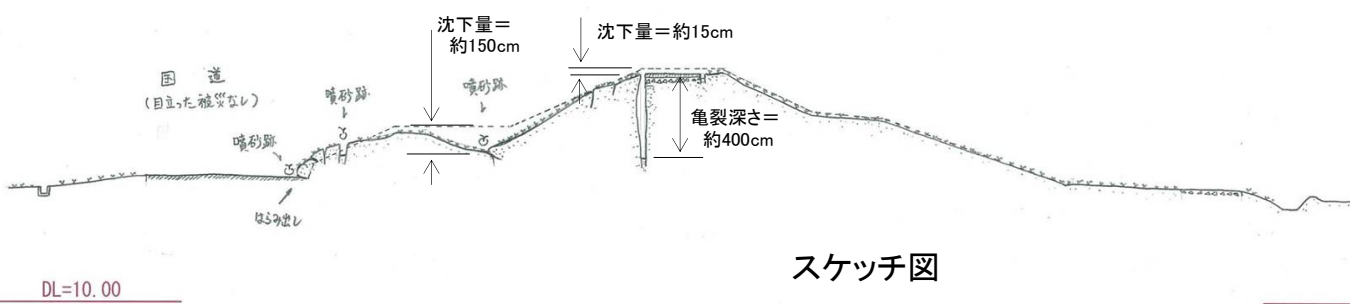 沈下量＝
約150cm
沈下量＝約15cm
国道
(目立った被災なし)
噴砂跡
噴砂跡
噴砂跡
亀裂深さ＝
約400cm
はらみ出し
スケッチ図
DL=10.00